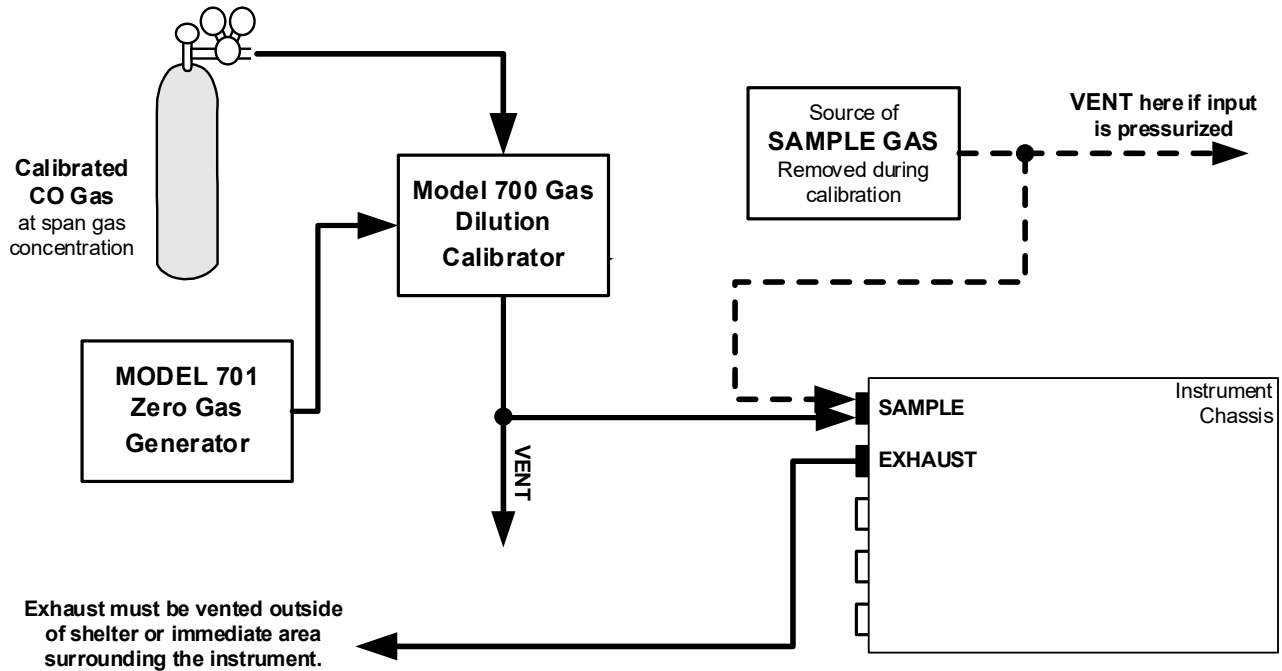 Calibrated
CO Gas
at span gas
concentration
Model 700 Gas
Dilution
Calibrator
Source of
SAMPLE GAS
Removed during
calibration
VENT here if input
is pressurized
MODEL 701
Zero Gas
Generator
VENT
SAMPLE
EXHAUST
Instrument
Chassis
Exhaust must be vented outside
of shelter or immediate area
surrounding the instrument.